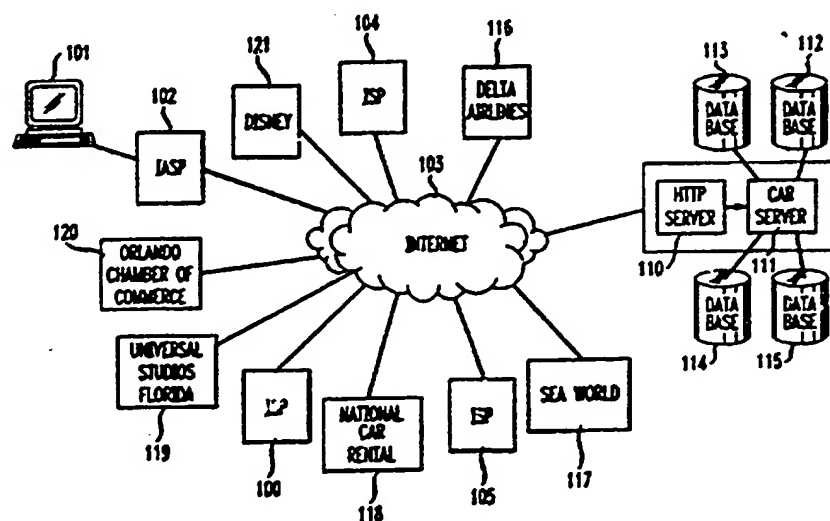 101
102
IASP
121
DISNEY
104
ISP
116
DELTA
AIRLINES
113
DATA
BASE
112
DATA
BASE
103
INTERNET
HTTP
SERVER
110
CAR
SERVER
111
120
ORLANDO
CHAMBER OF
COMMERCE
UNIVERSAL
STUDIOS
FLORIDA
119
100
NATIONAL
CAR
RENTAL
118
ISP
105
SEA WORLD
117
DATA
BASE
114
DATA
BASE
115